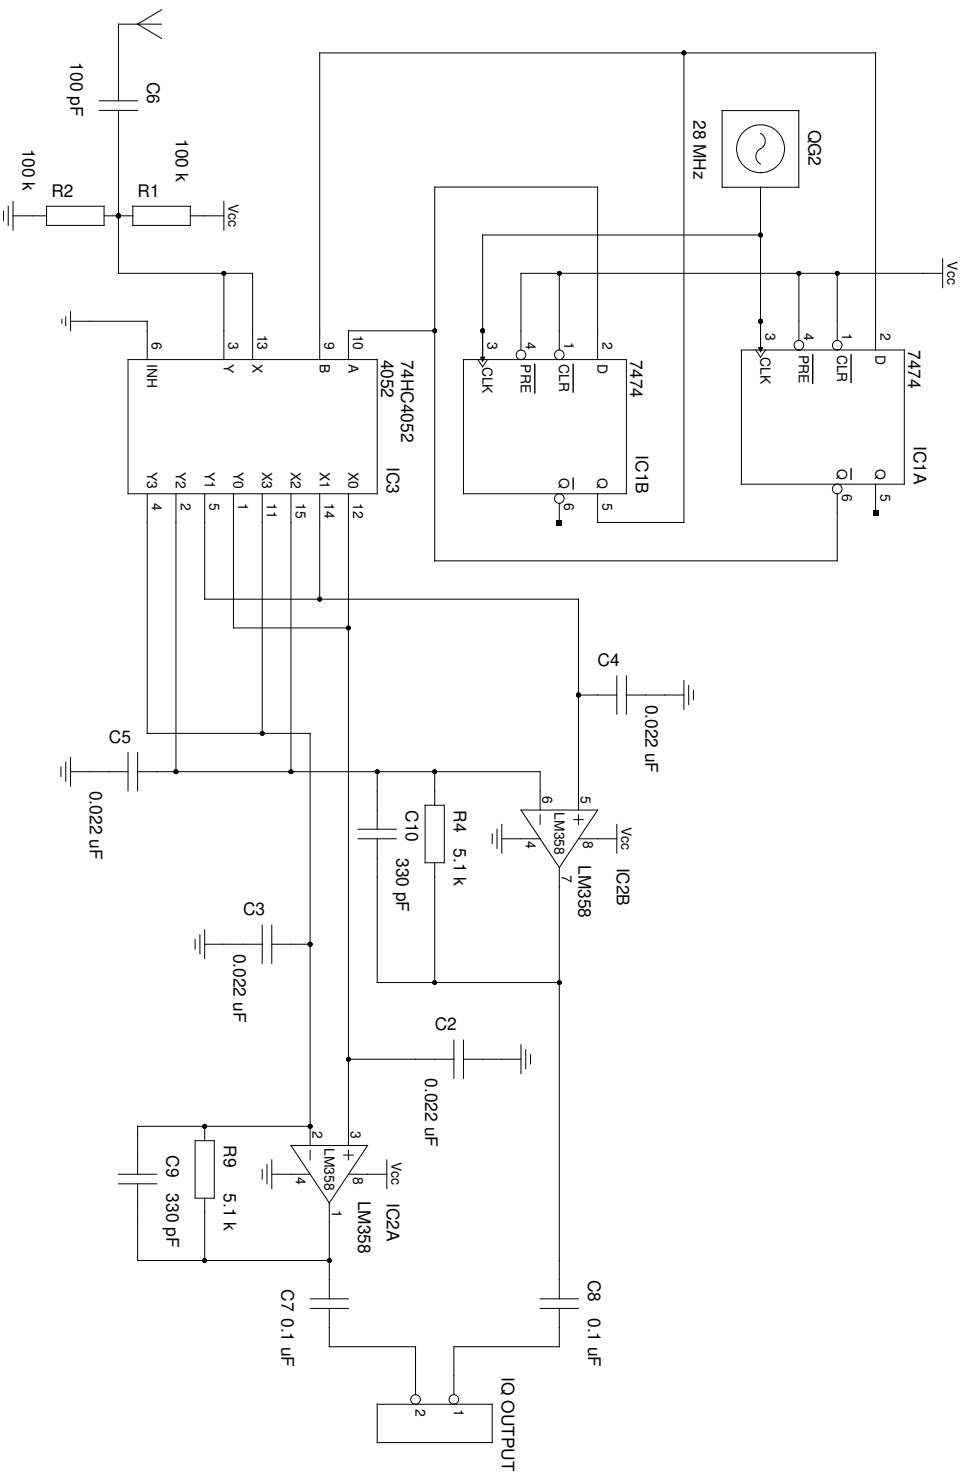 C6
100 pF
R1
100 k
R2
100 k
Vcc
QG2
28 MHz
Vcc
7474
IC1A
2
D
1
CLR
4
PRE
3
CLK
Q
5
Q
6
7474
IC1B
2
D
1
CLR
4
PRE
3
CLK
Q
5
Q
6
74HC4052
4052
IC3
10
A
9
B
13
X
3
Y
6
INH
X0
12
X1
14
X2
15
X3
11
Y0
1
Y1
5
Y2
2
Y3
4
C4
0.022 uF
C5
0.022 uF
Vcc
IC2B
LM358
LM358
5
+
6
−
8
4
7
R4
5.1 k
C10
330 pF
C3
0.022 uF
C2
0.022 uF
Vcc
IC2A
LM358
LM358
3
+
2
−
8
4
1
R9
5.1 k
C9
330 pF
C8
0.1 uF
C7 0.1 uF
IQ OUTPUT
1
2